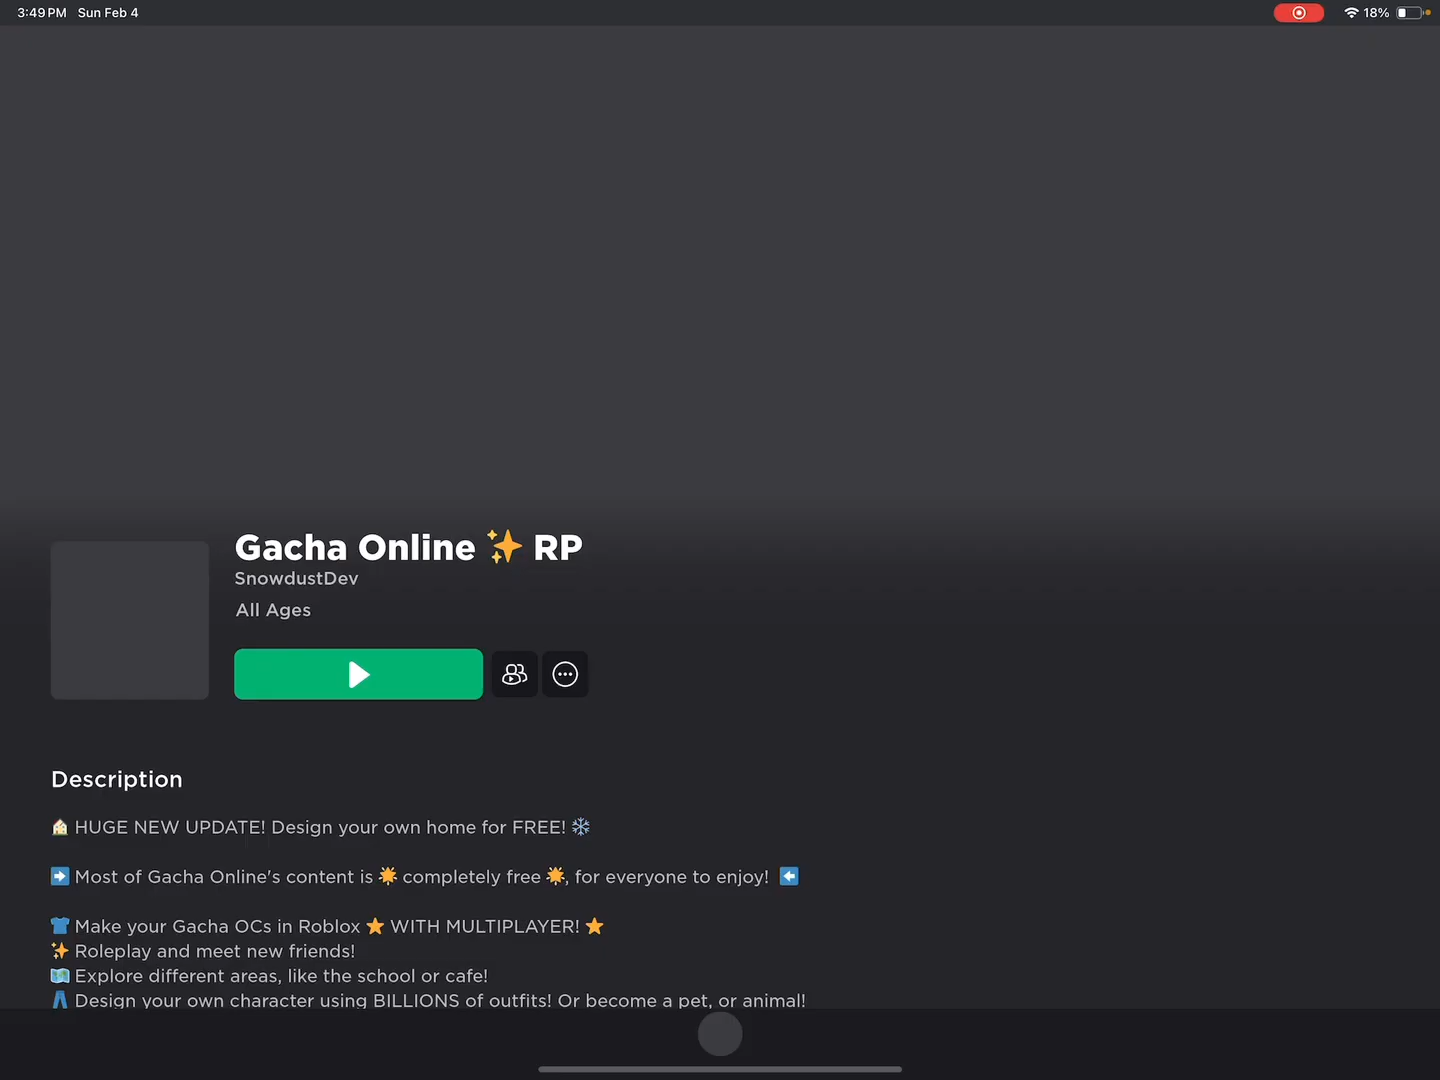 3:49 PM Sun Feb 4
18%
Gacha Online ✨ RP
SnowdustDev
All Ages
Description
🏠 HUGE NEW UPDATE! Design your own home for FREE! ❄️
➡️ Most of Gacha Online's content is 🌟 completely free 🌟, for everyone to enjoy! ⬅️
👕 Make your Gacha OCs in Roblox ⭐ WITH MULTIPLAYER! ⭐
✨ Roleplay and meet new friends!
🗺️ Explore different areas, like the school or cafe!
👖 Design your own character using BILLIONS of outfits! Or become a pet, or animal!